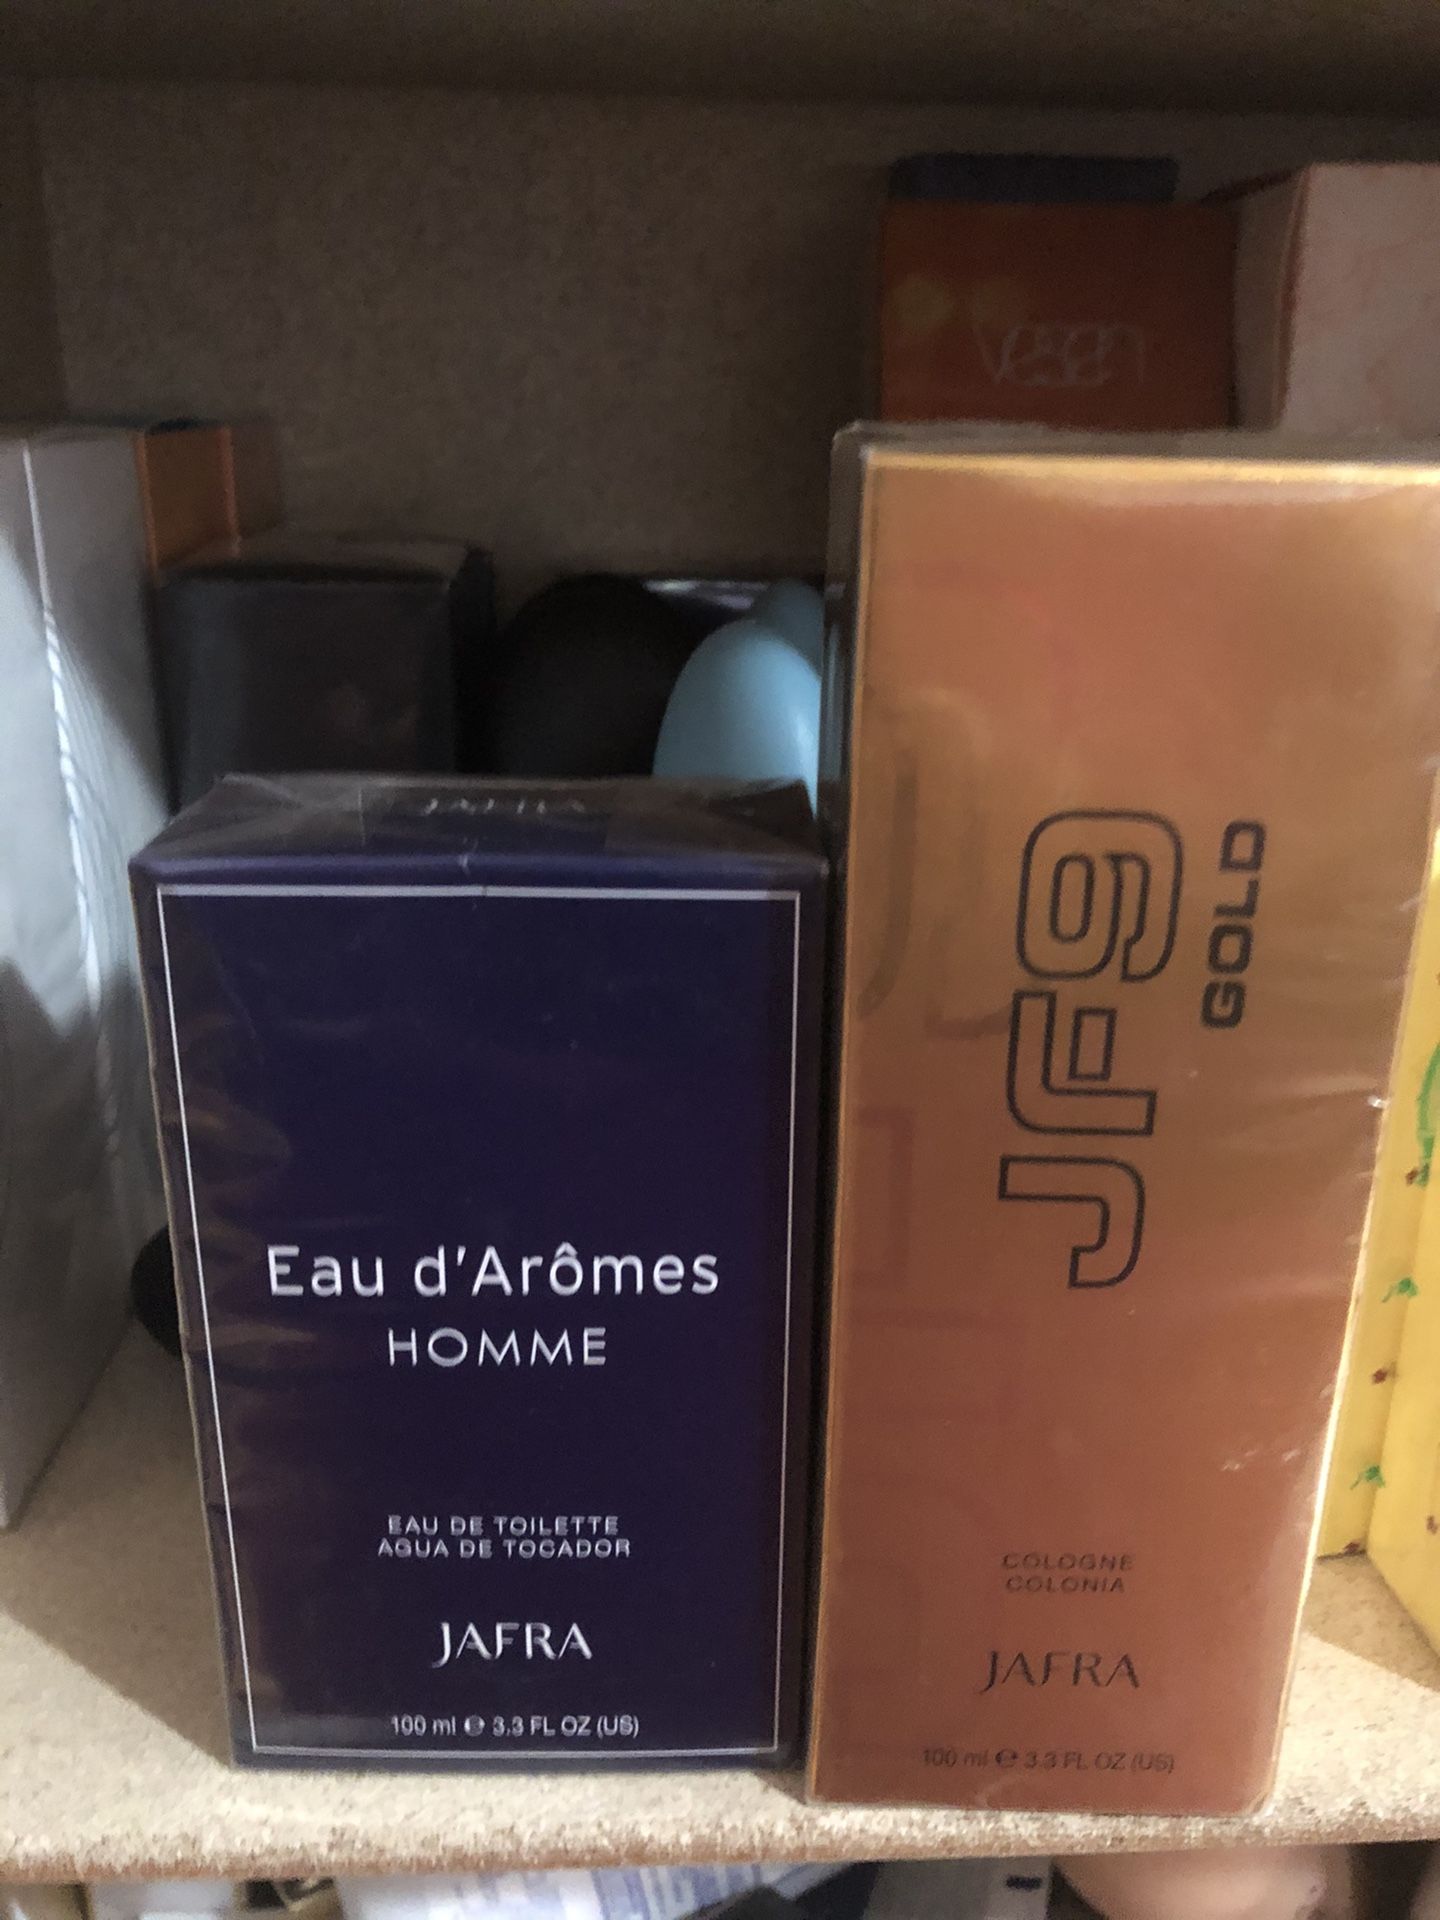 JAFRA
Eau d'Arômes
HOMME
EAU DE TOILETTE
AGUA DE TOCADOR
JAFRA
100 ml ℮ 3.3 FL OZ (US)
JF9
GOLD
COLOGNE
COLONIA
JAFRA
100 ml ℮ 3.3 FL OZ (US)